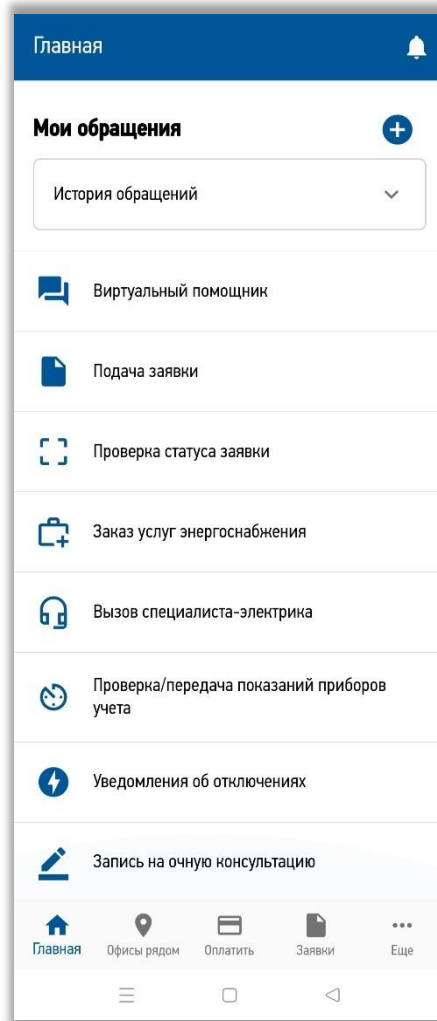 Главная
Мои обращения
История обращений
Виртуальный помощник
Подача заявки
Проверка статуса заявки
Заказ услуг энергоснабжения
Вызов специалиста-электрика
Проверка/передача показаний приборов
учета
Уведомления об отключениях
Запись на очную консультацию
Главная Офисы рядом Оплатить Заявки Еще